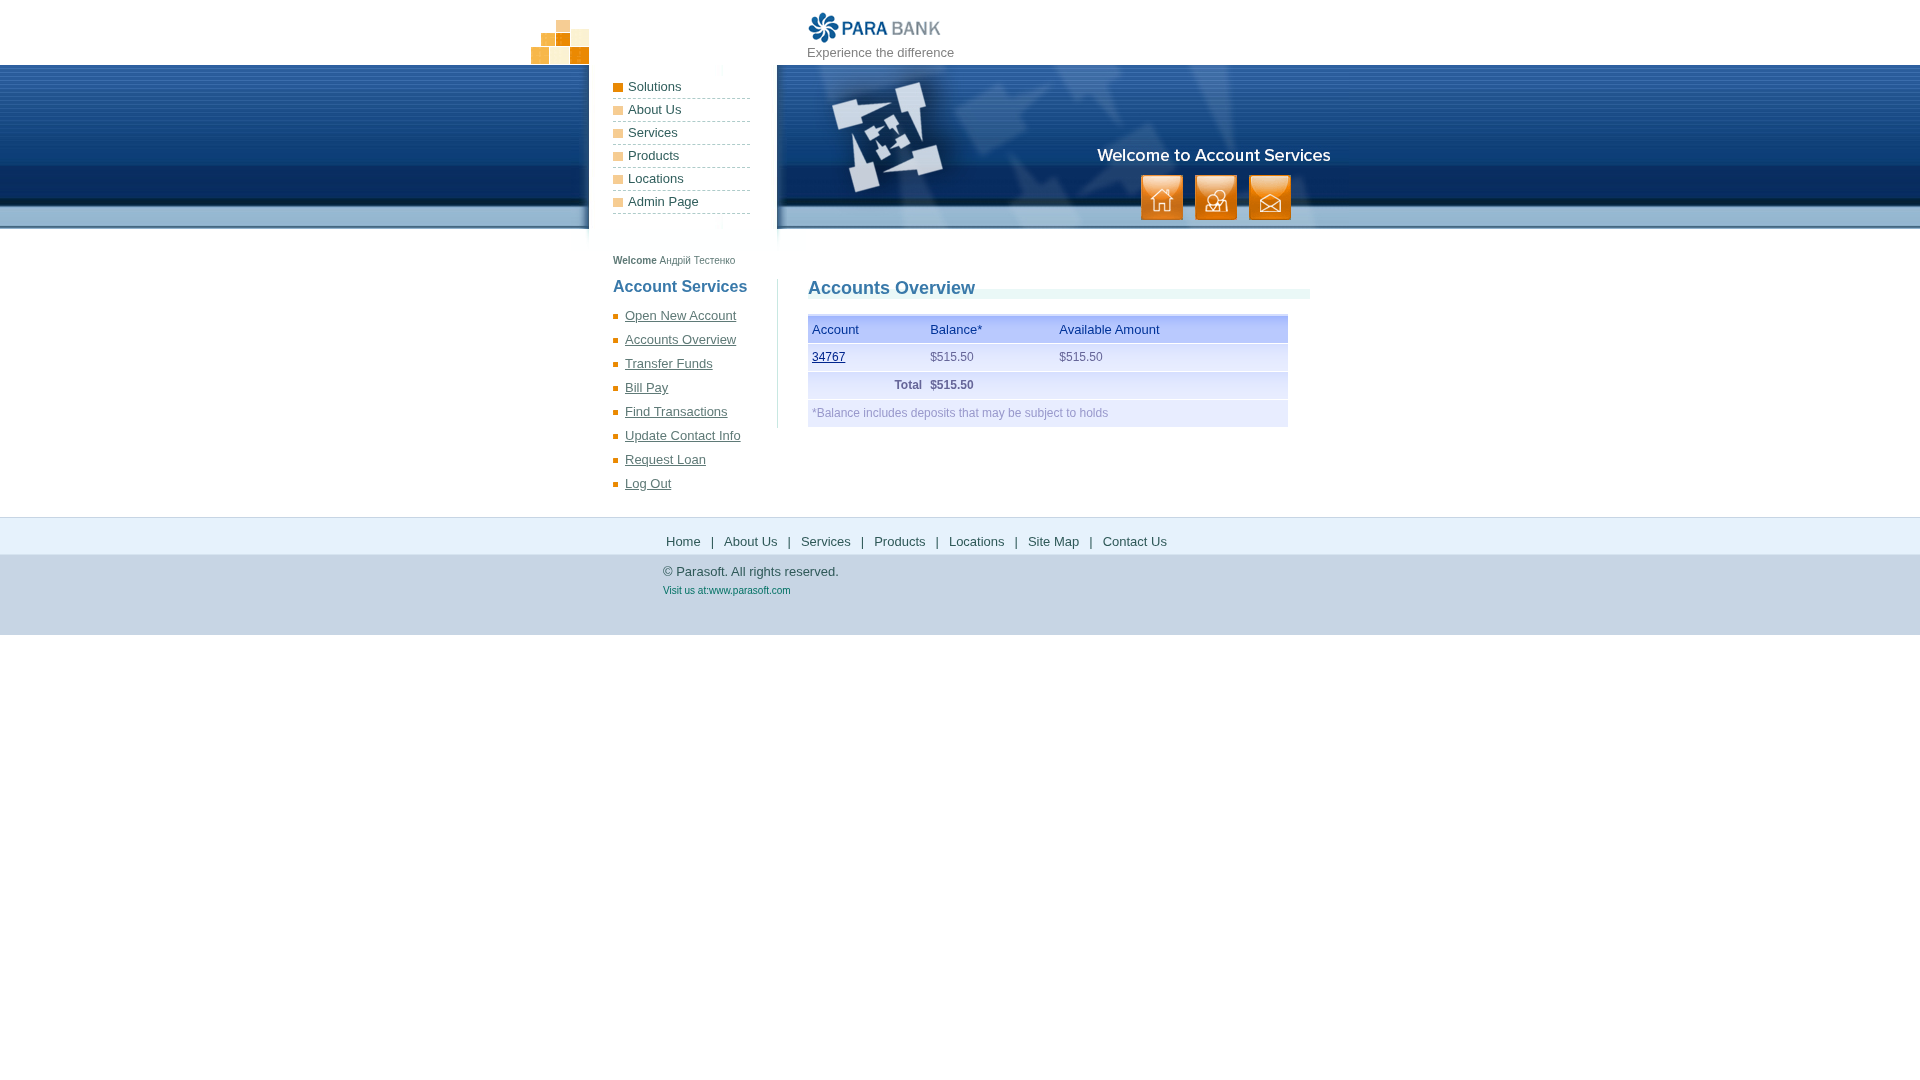 PARA BANK
Experience the difference
Solutions
About Us
Services
Products
Locations
Admin Page
Welcome to Account Services
Welcome Андрій Тестенко
Account Services
Open New Account
Accounts Overview
Transfer Funds
Bill Pay
Find Transactions
Update Contact Info
Request Loan
Log Out
Accounts Overview
Account Balance* Available Amount
34767 $515.50 $515.50
Total $515.50
*Balance includes deposits that may be subject to holds
Home | About Us | Services | Products | Locations | Site Map | Contact Us
© Parasoft. All rights reserved.
Visit us at:www.parasoft.com